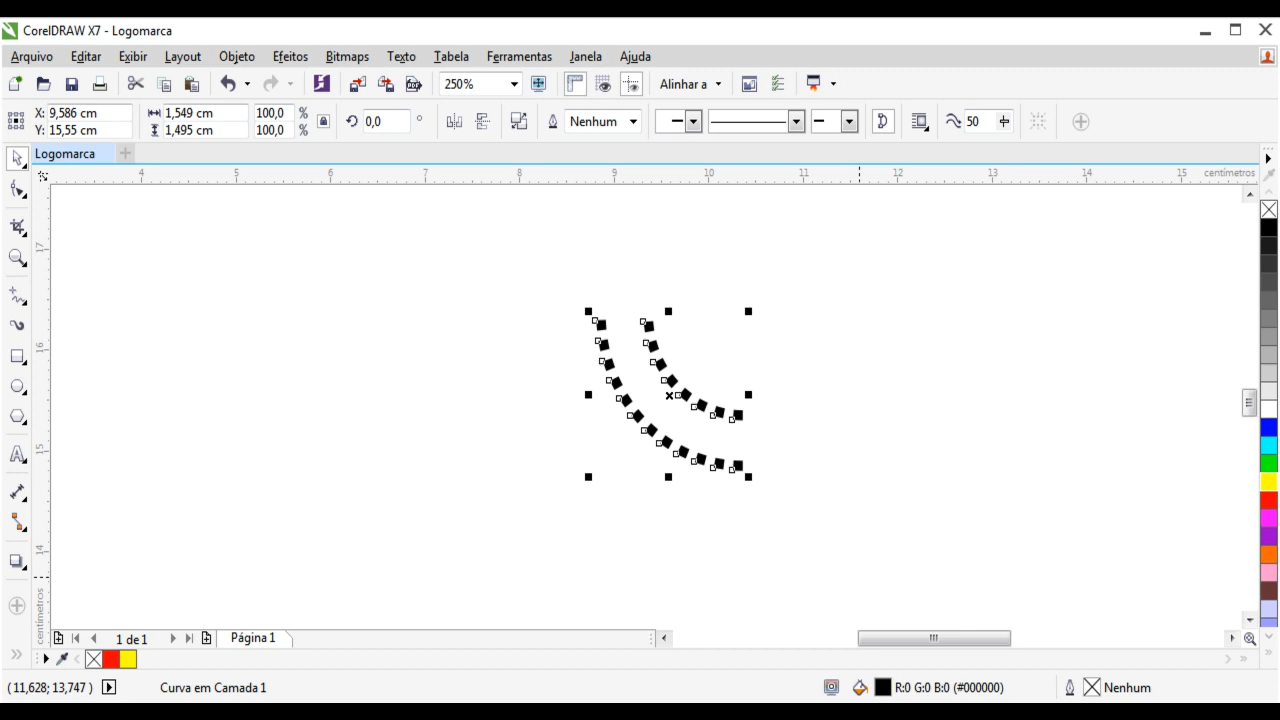 CorelDRAW X7 - Logomarca
Arquivo Editar Exibir Layout Objeto Efeitos Bitmaps Texto Tabela Ferramentas Janela Ajuda
250% Alinhar a
X: 9,586 cm 1,549 cm 100,0 % 0,0 ° Nenhum 50
Y: 15,55 cm 1,495 cm 100,0 %
Logomarca
4 5 6 7 8 9 10 11 12 13 14 15 centímetros
17
16
15
14
centímetros
1 de 1 Página 1
( 11,628; 13,747 ) Curva em Camada 1 R:0 G:0 B:0 (#000000) Nenhum